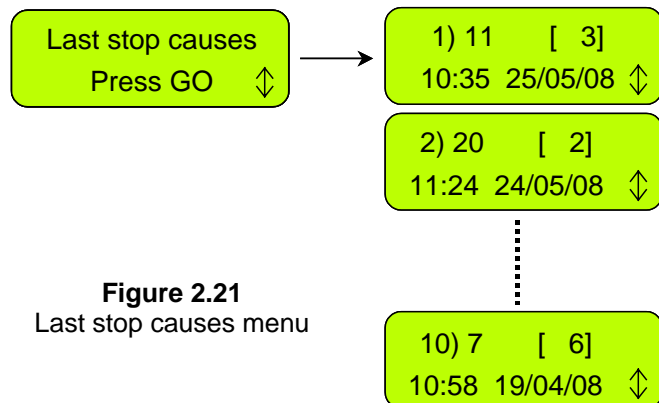 Last stop causes
Press GO
1) 11 [ 3]
10:35 25/05/08
2) 20 [ 2]
11:24 24/05/08
10) 7 [ 6]
10:58 19/04/08
Figure 2.21
Last stop causes menu